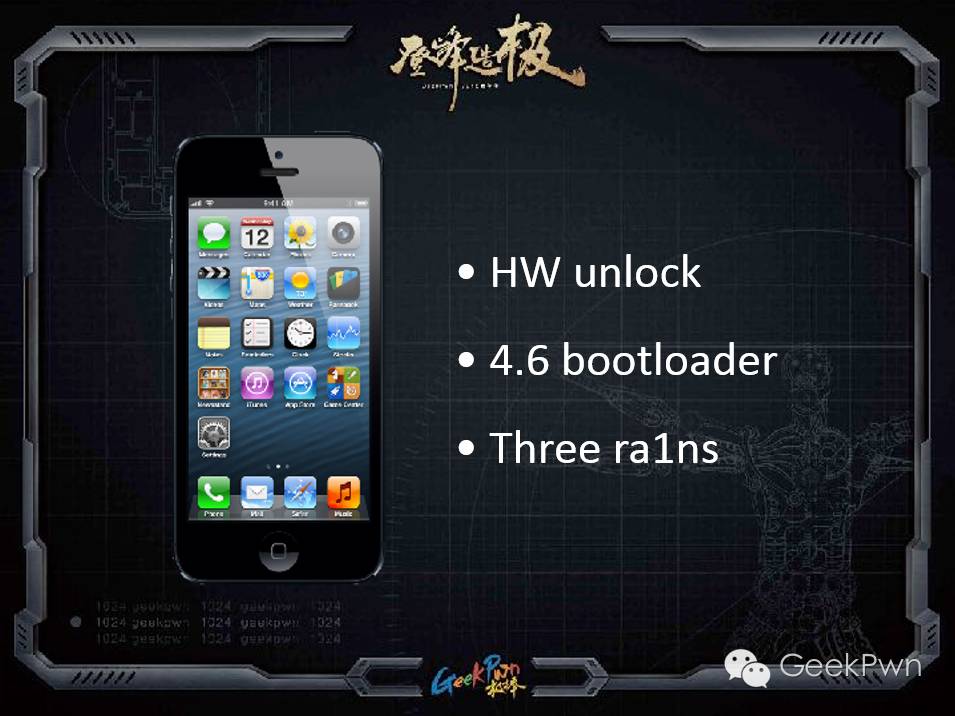 登峰造极
9:41 AM
Messages
Wednesday
12
Calendar
Photos
Camera
Videos
Maps
Weather
Passbook
Notes
Reminders
Clock
Stocks
Newsstand
iTunes
App Store
Game Center
Settings
Phone
Mail
Safari
Music
• HW unlock
• 4.6 bootloader
• Three ra1ns
1024 geekpwn 1024 geekpwn 1024
1024 geekpwn 1024 geekpwn 1024
1024 geekpwn 1024 geekpwn 1024
GeekPwn
极棒
GeekPwn